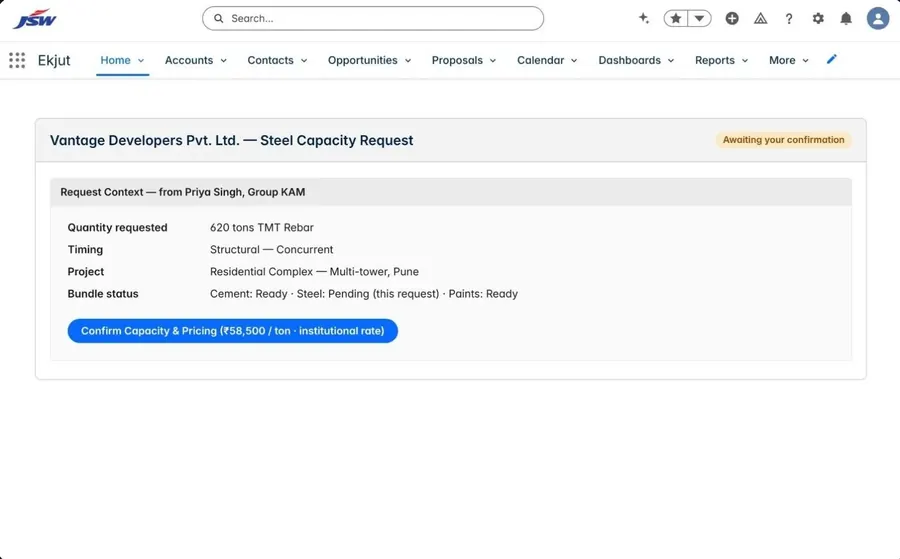 JSW
Search...
?
Ekjut
Home
Accounts
Contacts
Opportunities
Proposals
Calendar
Dashboards
Reports
More
Vantage Developers Pvt. Ltd. — Steel Capacity Request
Awaiting your confirmation
Request Context — from Priya Singh, Group KAM
Quantity requested 620 tons TMT Rebar
Timing Structural — Concurrent
Project Residential Complex — Multi-tower, Pune
Bundle status Cement: Ready · Steel: Pending (this request) · Paints: Ready
Confirm Capacity & Pricing (₹58,500 / ton · institutional rate)